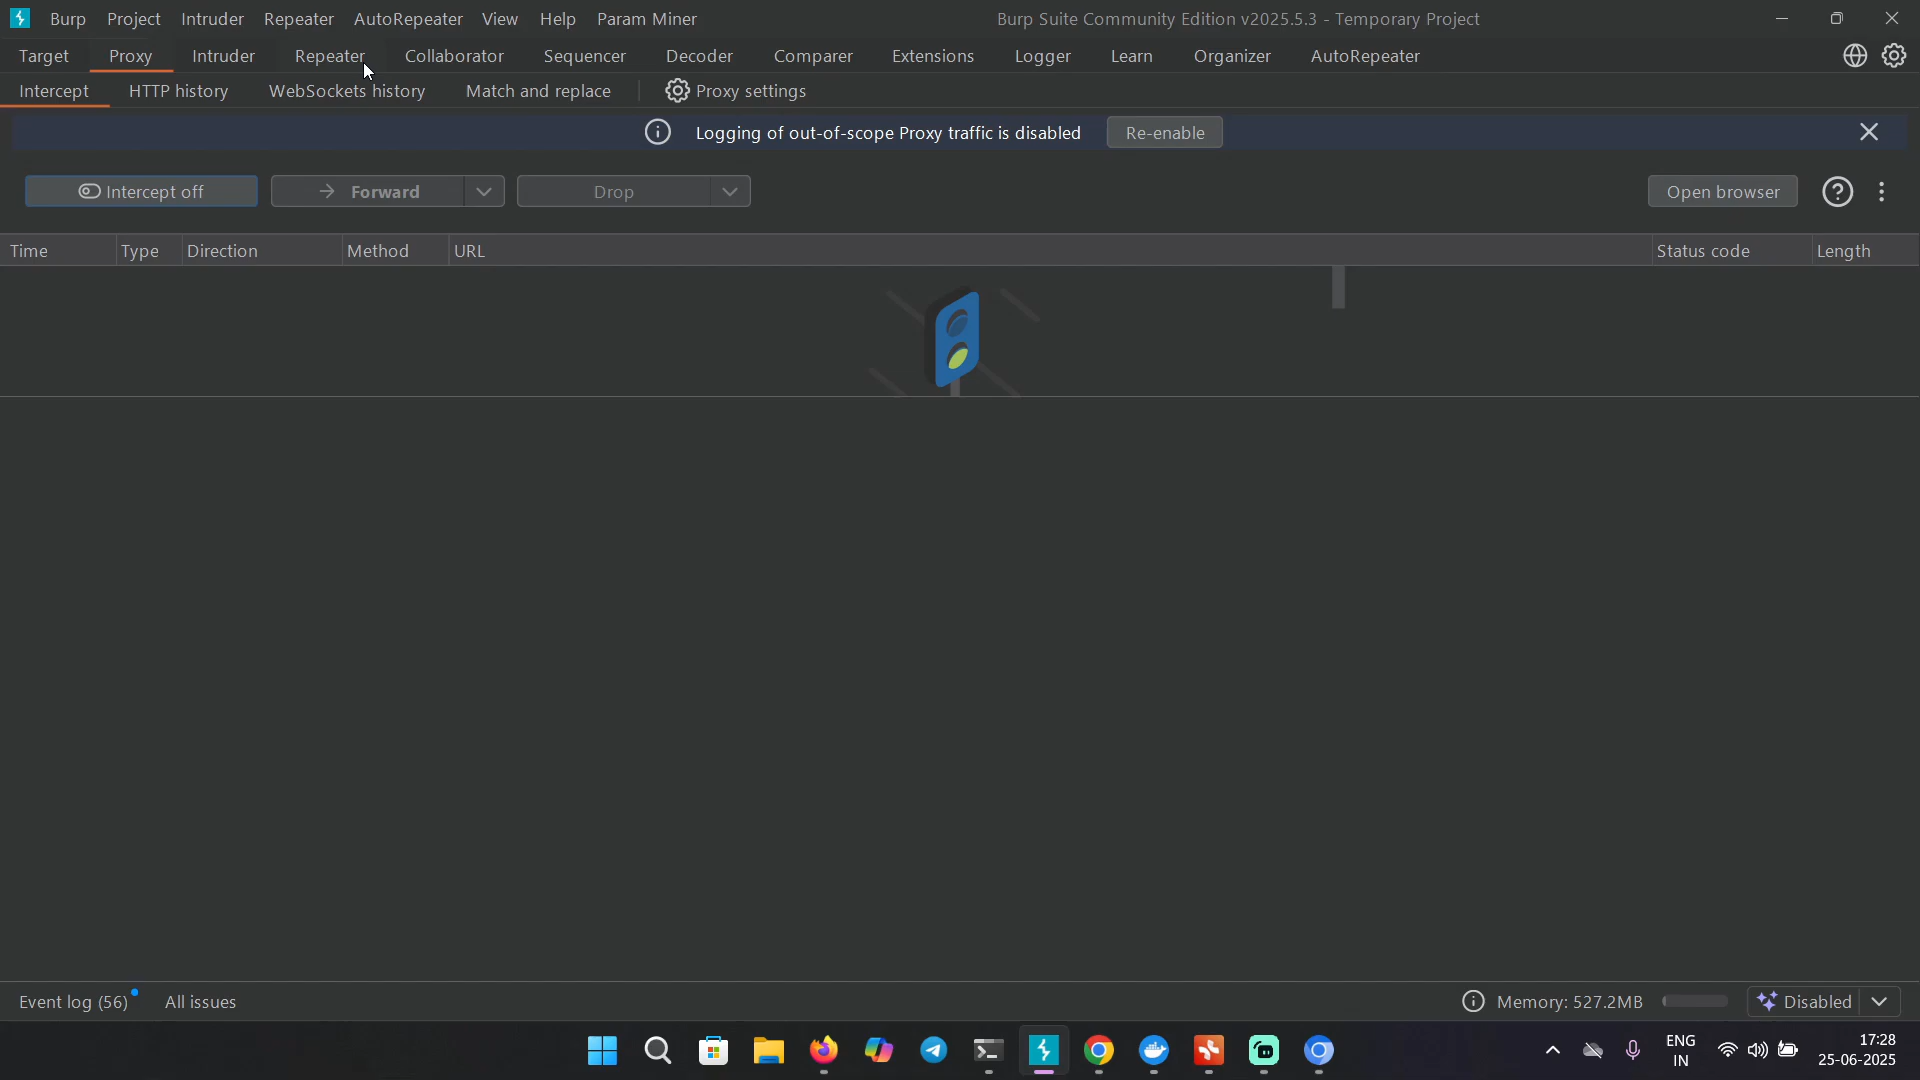 Burp Project Intruder Repeater AutoRepeater View Help Param Miner Burp Suite Community Edition v2025.5.3 - Temporary Project
Target Proxy Intruder Repeater Collaborator Sequencer Decoder Comparer Extensions Logger Learn Organizer AutoRepeater
Intercept HTTP history WebSockets history Match and replace Proxy settings
Logging of out-of-scope Proxy traffic is disabled Re-enable
Intercept off Forward Drop Open browser
Time Type Direction Method URL Status code Length
Event log (56) All issues Memory: 527.2MB Disabled
ENG 17:28
IN 25-06-2025